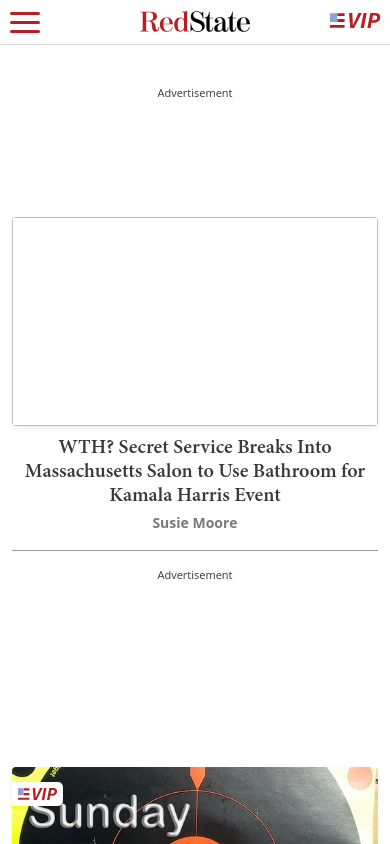 RedState
VIP
Advertisement
WTH? Secret Service Breaks Into
Massachusetts Salon to Use Bathroom for
Kamala Harris Event
Susie Moore
Advertisement
VIP
Sunday